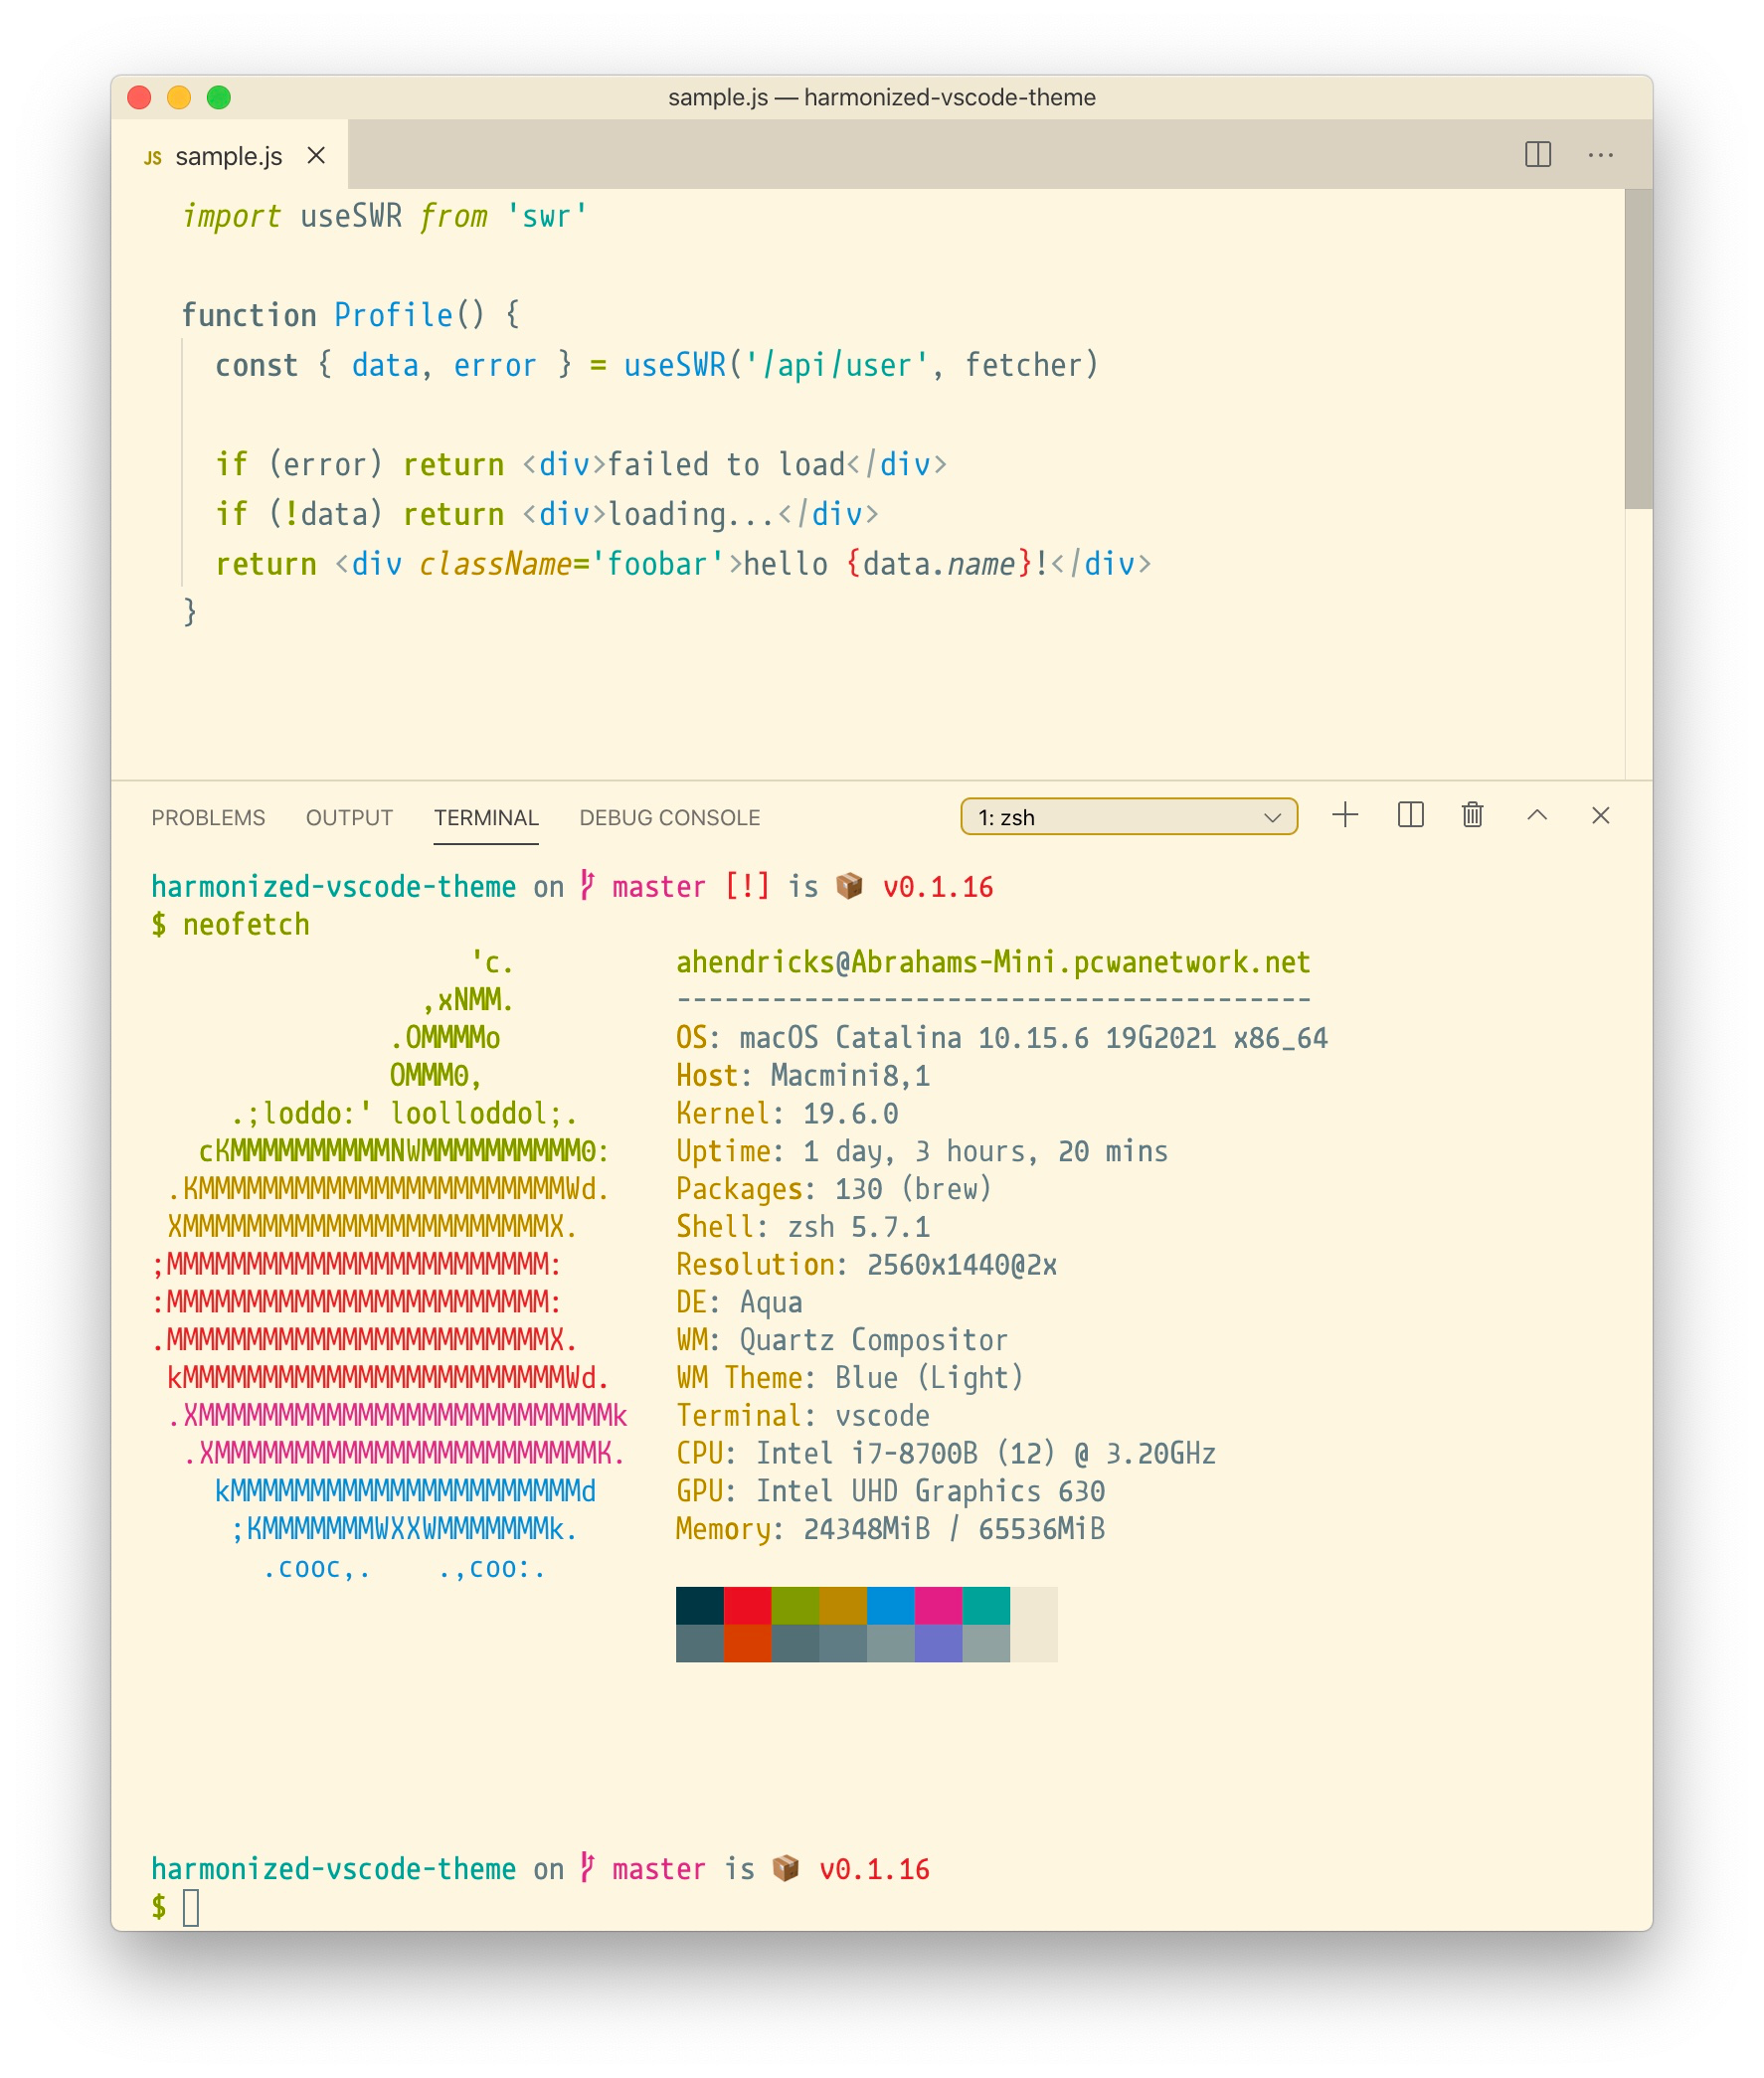 sample.js — harmonized-vscode-theme
JS sample.js
import useSWR from 'swr'
function Profile() {
  const { data, error } = useSWR('/api/user', fetcher)
  if (error) return <div>failed to load</div>
  if (!data) return <div>loading...</div>
  return <div className='foobar'>hello {data.name}!</div>
}
PROBLEMS OUTPUT TERMINAL DEBUG CONSOLE 1: zsh
harmonized-vscode-theme on master [!] is 📦 v0.1.16
$ neofetch
                    'c.          ahendricks@Abrahams-Mini.pcwanetwork.net
                 ,xNMM.          ----------------------------------------
               .OMMMMo           OS: macOS Catalina 10.15.6 19G2021 x86_64
               OMMM0,            Host: Macmini8,1
     .;loddo:' loolloddol;.      Kernel: 19.6.0
   cKMMMMMMMMMMNWMMMMMMMMMM0:    Uptime: 1 day, 3 hours, 20 mins
 .KMMMMMMMMMMMMMMMMMMMMMMMWd.    Packages: 130 (brew)
 XMMMMMMMMMMMMMMMMMMMMMMMX.      Shell: zsh 5.7.1
;MMMMMMMMMMMMMMMMMMMMMMMM:       Resolution: 2560x1440@2x
:MMMMMMMMMMMMMMMMMMMMMMMM:       DE: Aqua
.MMMMMMMMMMMMMMMMMMMMMMMMX.      WM: Quartz Compositor
 kMMMMMMMMMMMMMMMMMMMMMMMMWd.    WM Theme: Blue (Light)
 .XMMMMMMMMMMMMMMMMMMMMMMMMMMk   Terminal: vscode
  .XMMMMMMMMMMMMMMMMMMMMMMMMK.   CPU: Intel i7-8700B (12) @ 3.20GHz
    kMMMMMMMMMMMMMMMMMMMMMMd     GPU: Intel UHD Graphics 630
     ;KMMMMMMMWXXWMMMMMMMk.      Memory: 24348MiB / 65536MiB
       .cooc,.    .,coo:.
harmonized-vscode-theme on master is 📦 v0.1.16
$